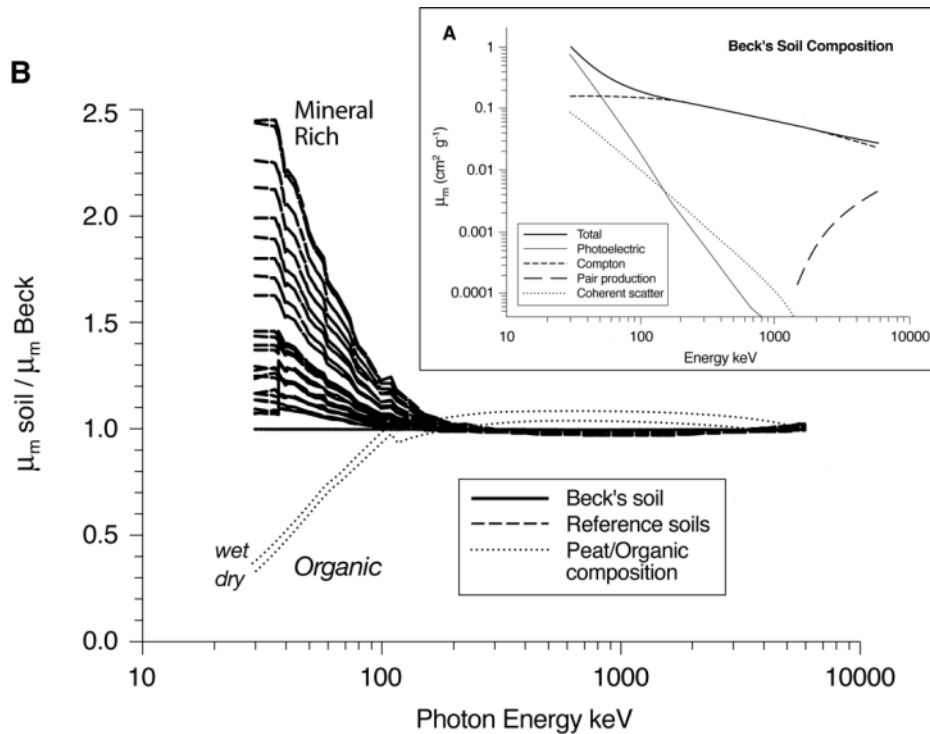 B
μm soil / μm Beck
2.5
2.0
1.5
1.0
0.5
0.0
Mineral
Rich
wet
dry
Organic
Beck's soil
Reference soils
Peat/Organic
composition
10
100
1000
10000
Photon Energy keV
A
Beck's Soil Composition
μm (cm² g⁻¹)
1
0.1
0.01
0.001
0.0001
Total
Photoelectric
Compton
Pair production
Coherent scatter
10
100
1000
10000
Energy keV